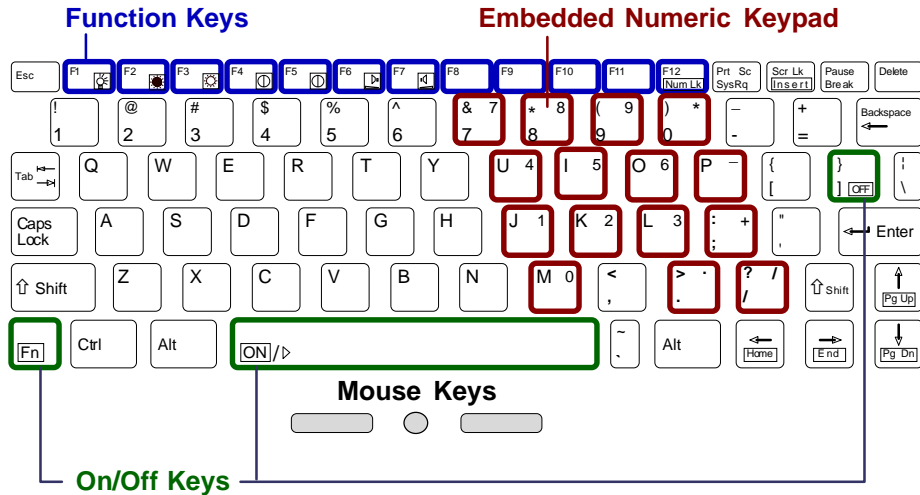 Function Keys Embedded Numeric Keypad
Esc F1 F2 F3 F4 F5 F6 F7 F8 F9 F10 F11 F12 Num Lk Prt Sc SysRq Scr Lk Insert Pause Break Delete
! 1 @ 2 # 3 $ 4 % 5 ^ 6 & 7 7 * 8 8 ( 9 9 ) * 0 _ - + = Backspace
Tab Q W E R T Y U 4 I 5 O 6 P – { [ } ] OFF ¦ \
Caps Lock A S D F G H J 1 K 2 L 3 : + ; " ' Enter
⇧ Shift Z X C V B N M 0 < , > . . ? / / ⇧ Shift Pg Up
Fn Ctrl Alt ON / ▷ ~ ` Alt Home End Pg Dn
Mouse Keys
On/Off Keys